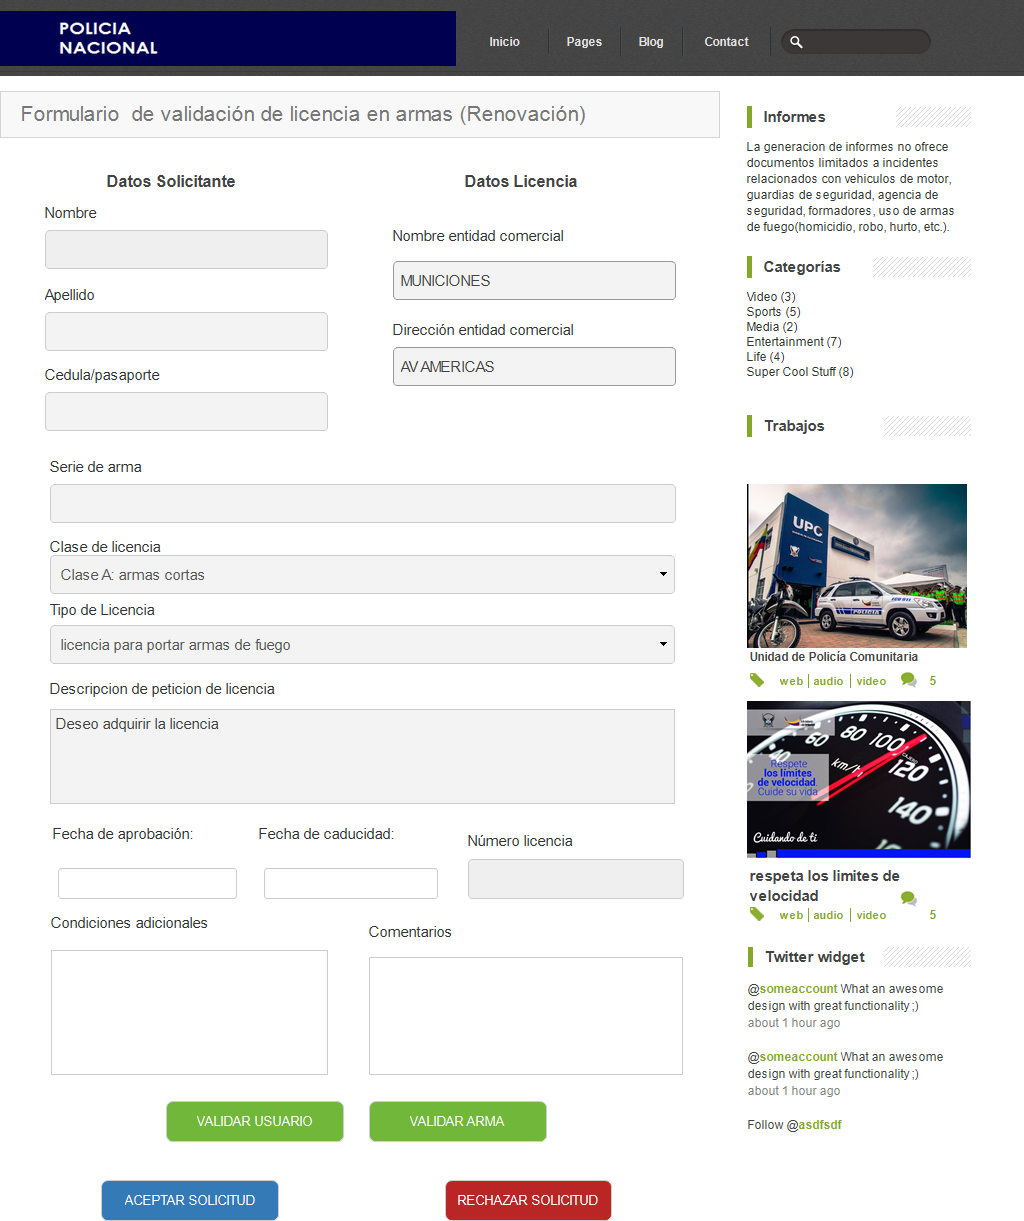 POLICIA
NACIONAL
Inicio
Pages
Blog
Contact
Formulario de validación de licencia en armas (Renovación)
Datos Solicitante
Nombre
Apellido
Cedula/pasaporte
Datos Licencia
Nombre entidad comercial
MUNICIONES
Dirección entidad comercial
AV AMERICAS
Serie de arma
Clase de licencia
Clase A: armas cortas
Tipo de Licencia
licencia para portar armas de fuego
Descripcion de peticion de licencia
Deseo adquirir la licencia
Fecha de aprobación:
Fecha de caducidad:
Número licencia
Condiciones adicionales
Comentarios
VALIDAR USUARIO
VALIDAR ARMA
ACEPTAR SOLICITUD
RECHAZAR SOLICITUD
Informes
La generacion de informes no ofrece
documentos limitados a incidentes
relacionados con vehiculos de motor,
guardias de seguridad, agencia de
seguridad, formadores, uso de armas
de fuego(homicidio, robo, hurto, etc.).
Categorías
Video (3)
Sports (5)
Media (2)
Entertainment (7)
Life (4)
Super Cool Stuff (8)
Trabajos
UPC
POLICIA
Unidad de Policía Comunitaria
web | audio | video 5
60 80 100 120 140
km/h
Respete
los límites
de velocidad.
Cuide su vida
Cuidando de ti
respeta los limites de
velocidad
web | audio | video 5
Twitter widget
@someaccount What an awesome
design with great functionality ;)
about 1 hour ago
@someaccount What an awesome
design with great functionality ;)
about 1 hour ago
Follow @asdfsdf